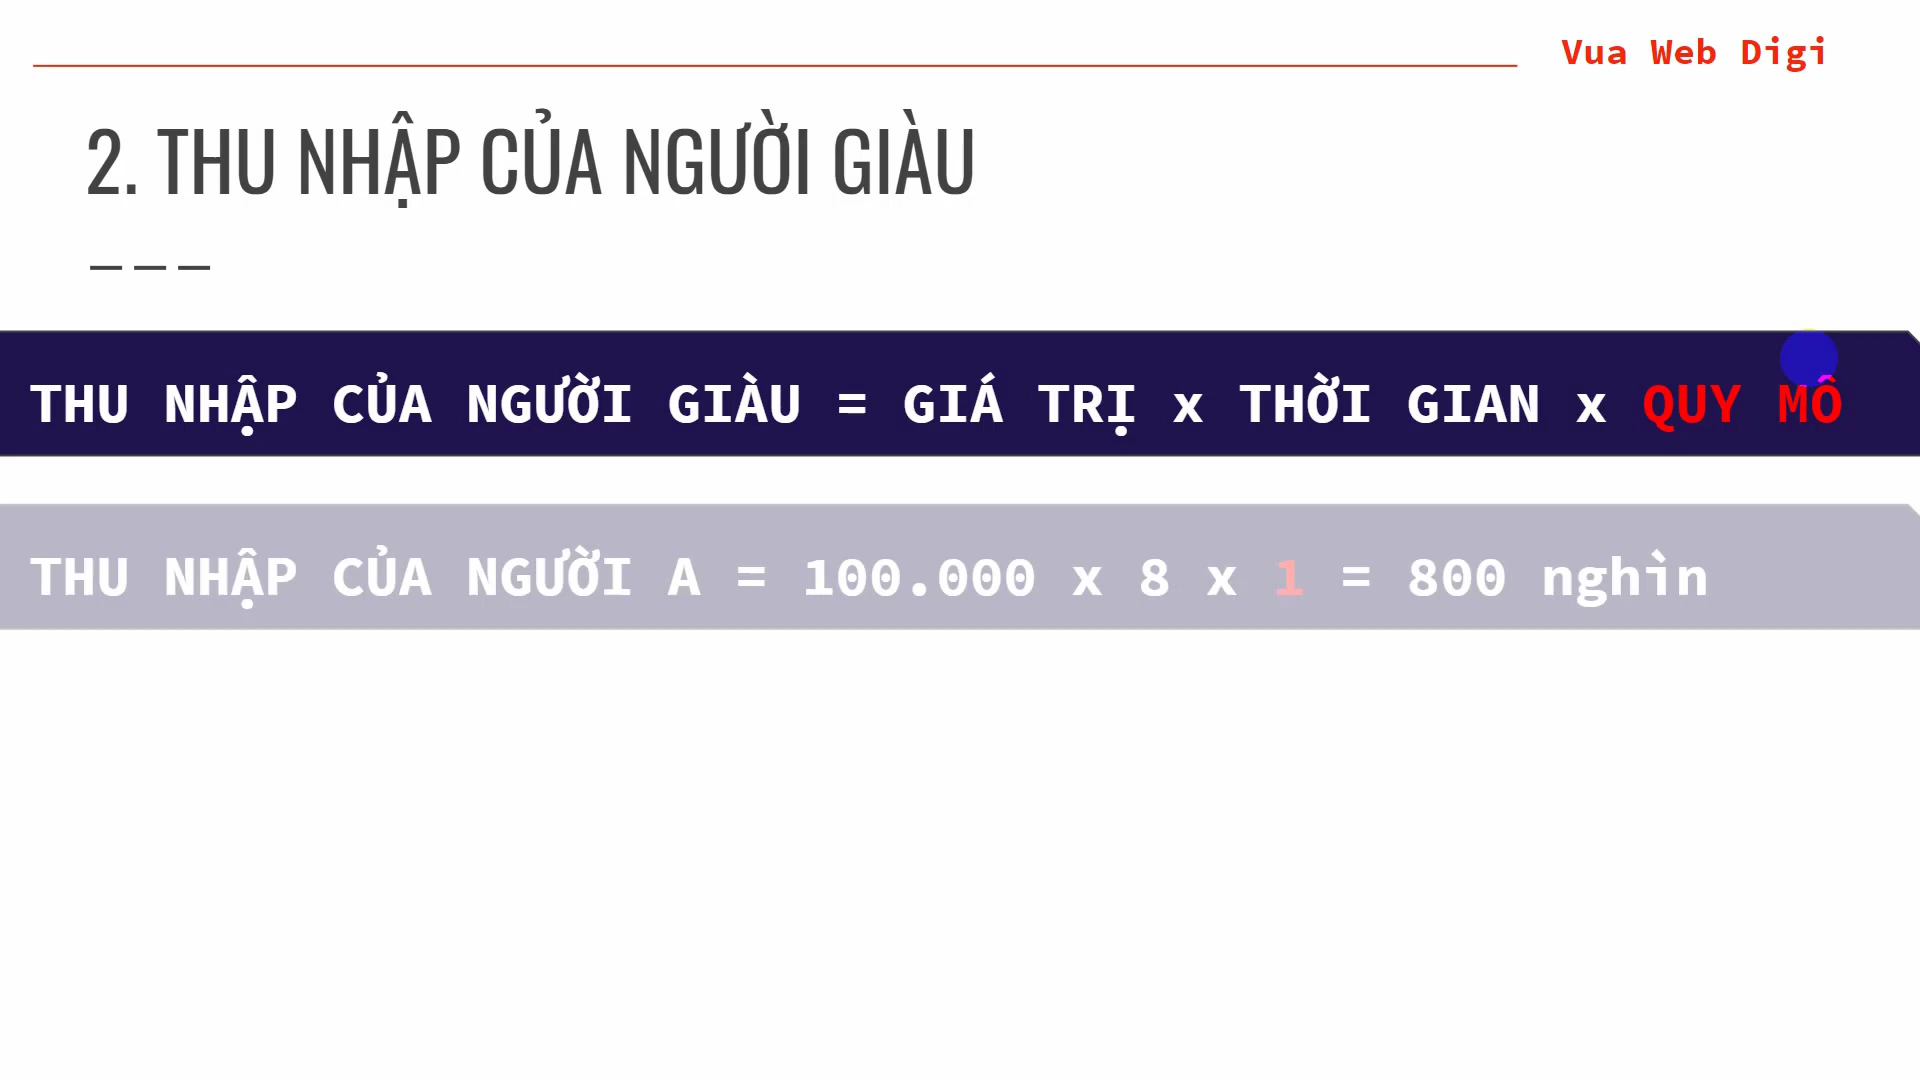 Vua Web Digi
2. THU NHẬP CỦA NGƯỜI GIÀU
THU NHẬP CỦA NGƯỜI GIÀU = GIÁ TRỊ x THỜI GIAN x QUY MÔ
THU NHẬP CỦA NGƯỜI A = 100.000 x 8 x 1 = 800 nghìn